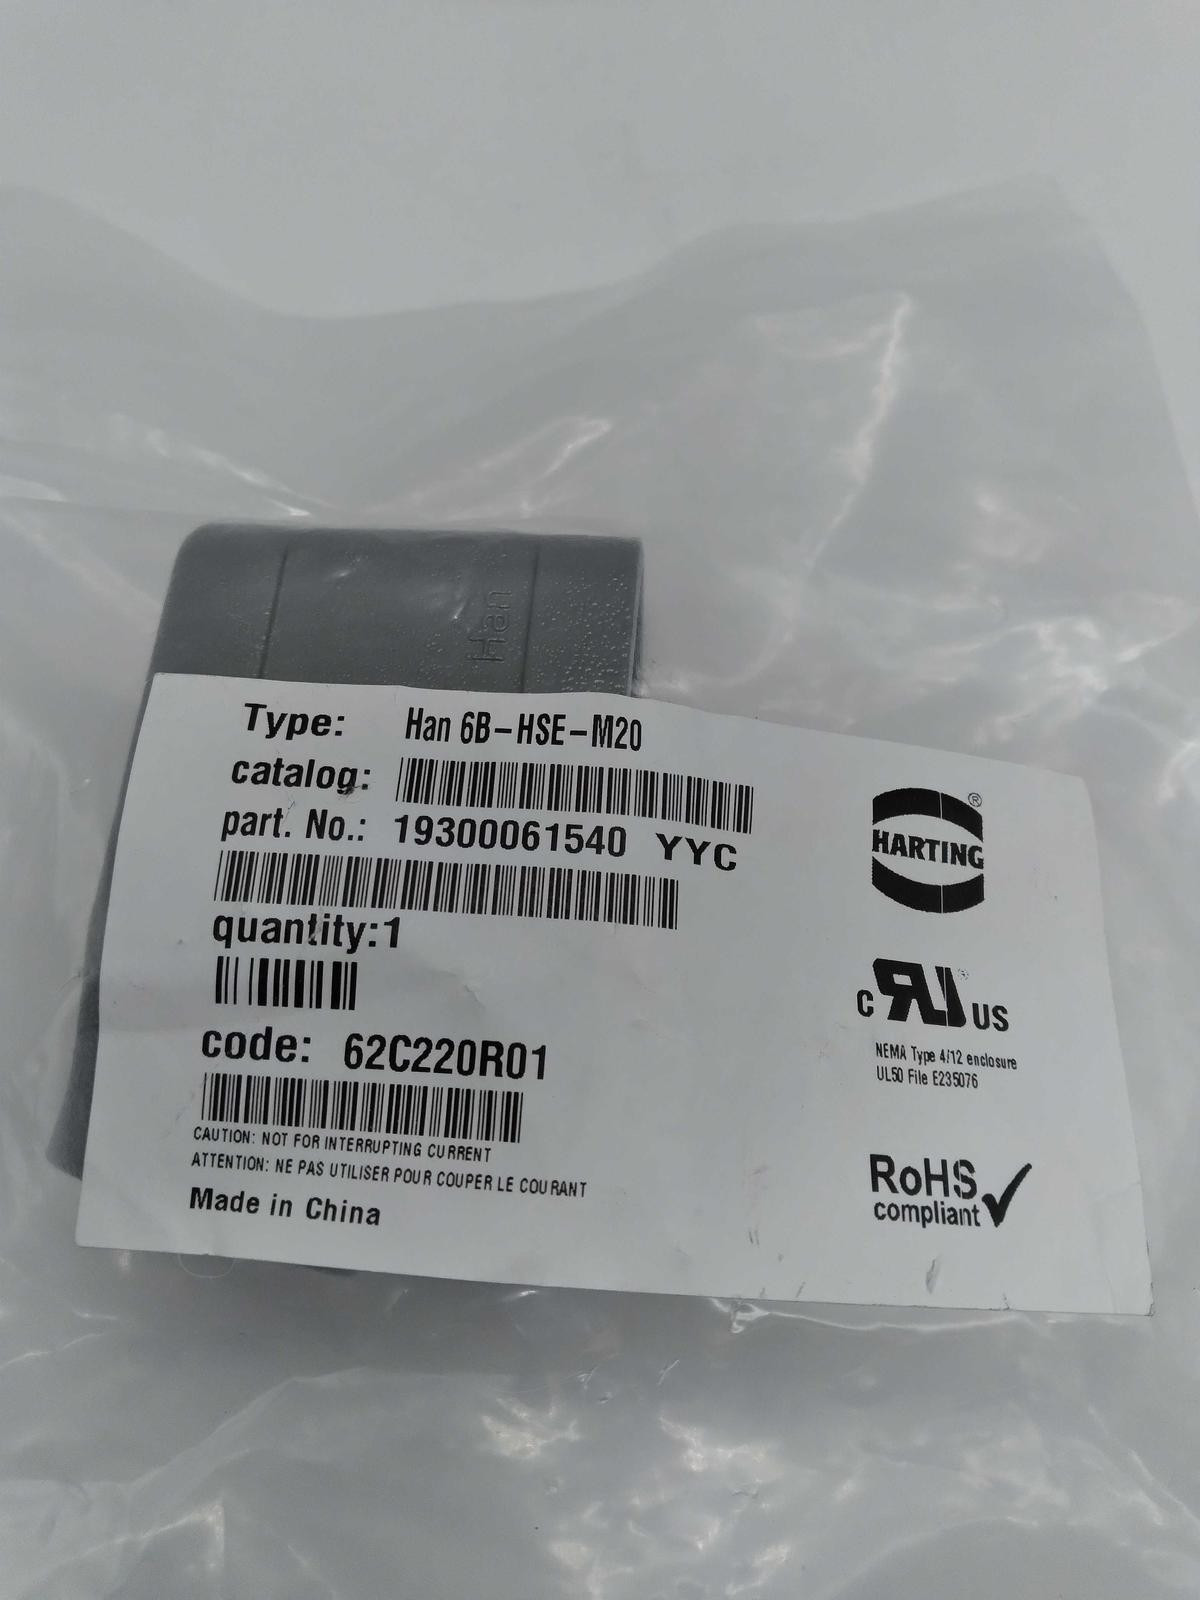 Han
Type: Han 6B-HSE-M20
catalog:
part. No.: 19300061540 YYC
quantity:1
code: 62C220R01
CAUTION: NOT FOR INTERRUPTING CURRENT
ATTENTION: NE PAS UTILISER POUR COUPER LE COURANT
Made in China
HARTING ®
c RU ® US
NEMA Type 4/12 enclosure
UL50 File E235076
RoHS
compliant